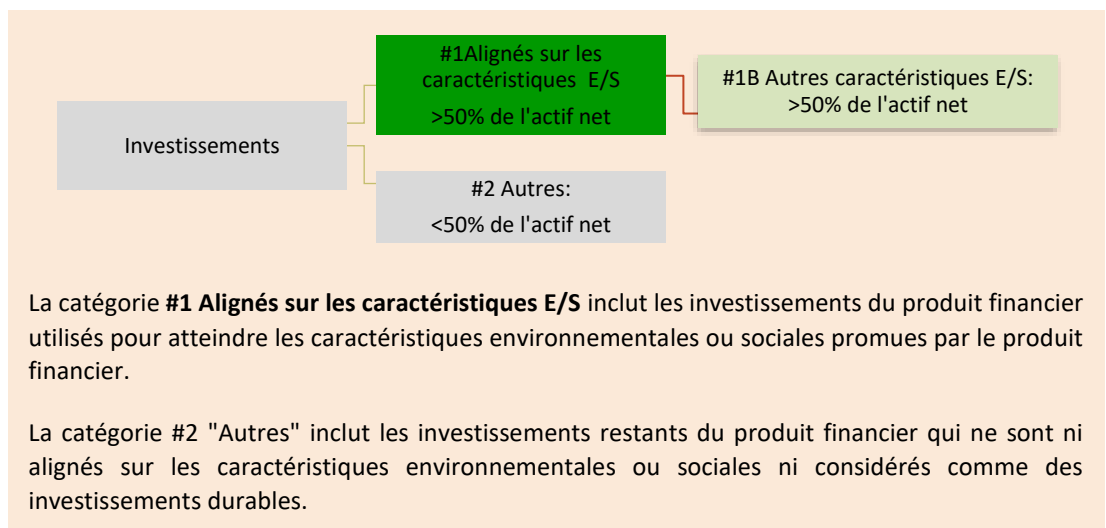 #1Alignés sur les
caractéristiques E/S
>50% de l'actif net
#1B Autres caractéristiques E/S:
>50% de l'actif net
Investissements
#2 Autres:
<50% de l'actif net
La catégorie #1 Alignés sur les caractéristiques E/S inclut les investissements du produit financier
utilisés pour atteindre les caractéristiques environnementales ou sociales promues par le produit
financier.
La catégorie #2 "Autres" inclut les investissements restants du produit financier qui ne sont ni
alignés sur les caractéristiques environnementales ou sociales ni considérés comme des
investissements durables.